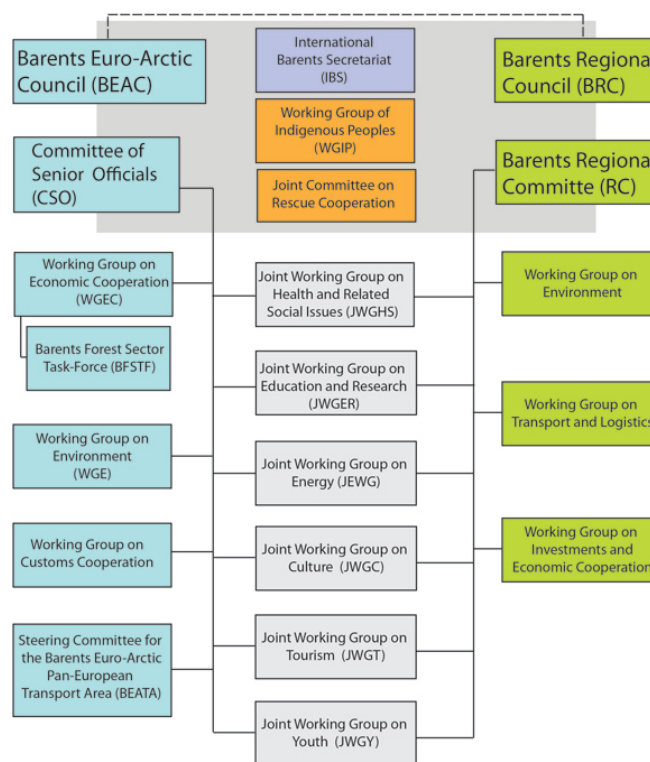 Barents Euro-Arctic
Council (BEAC)
International
Barents Secretariat
(IBS)
Barents Regiona
Council (BRC)
Working Group of
Indigenous Peoples
(WGIP)
Committee of
Senior Officials
(CSO)
Joint Committee on
Rescue Cooperation
Barents Regional
Committe (RC)
Working Group on
Economic Cooperation
(WGEC)
Barents Forest Sector
Task-Force (BFSTF)
Working Group on
Environment
(WGE)
Working Group on
Customs Cooperation
Steering Committee for
the Barents Euro-Arctic
Pan-European
Transport Area (BEATA)
Joint Working Group on
Health and Related
Social Issues (JWGHS)
Joint Working Group on
Education and Research
(JWGER)
Joint Working Group on
Energy (JEWG)
Joint Working Group on
Culture (JWGC)
Joint Working Group on
Tourism (JWGT)
Joint Working Group on
Youth (JWGY)
Working Group on
Environment
Working Group on
Transport and Logistics
Working Group on
Investments and
Economic Cooperation